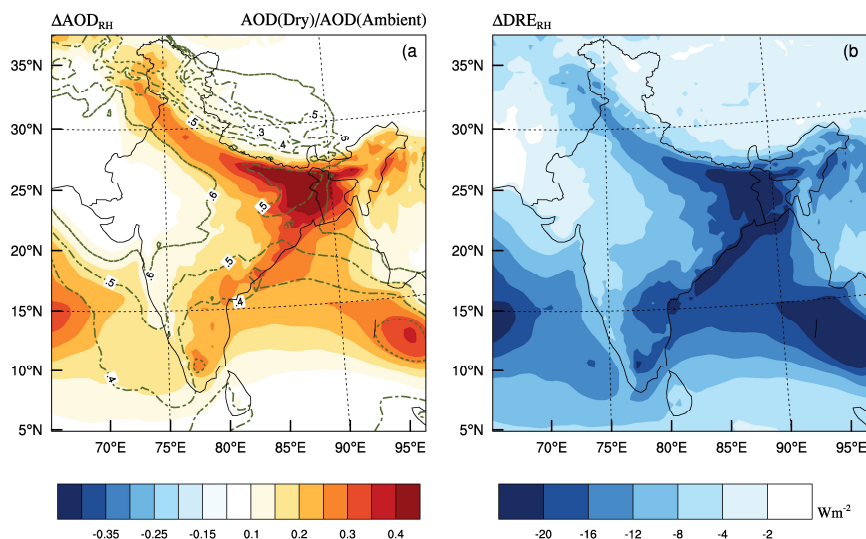 ΔAOD_RH AOD(Dry)/AOD(Ambient) ΔDRE_RH
(a) (b)
35°N 35°N
.5
.5 .3 .5
30°N .4 30°N
25°N .6 .5 25°N
20°N .5 20°N
.6
.5
15°N .4 15°N
10°N .4 10°N
5°N 5°N
70°E 75°E 80°E 85°E 90°E 95°E 70°E 75°E 80°E 85°E 90°E 95°E
-0.35 -0.25 -0.15 0.1 0.2 0.3 0.4 -20 -16 -12 -8 -4 -2 Wm⁻²